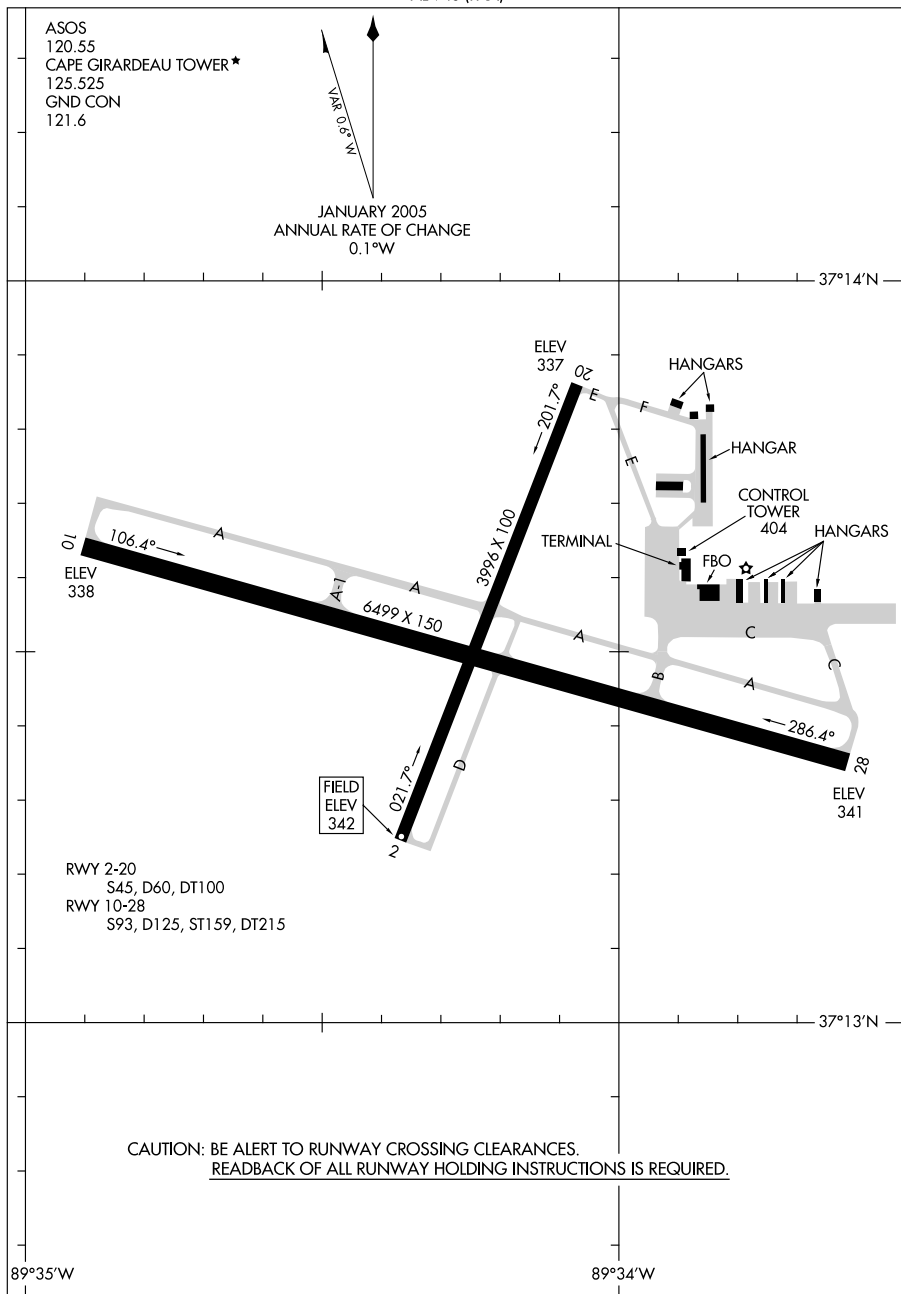 ASOS
120.55
CAPE GIRARDEAU TOWER★
125.525
GND CON
121.6
VAR 0.6° W
JANUARY 2005
ANNUAL RATE OF CHANGE
0.1°W
37°14'N
ELEV
337
20
HANGARS
E
F
201.7°
E
HANGAR
CONTROL
TOWER
404
HANGARS
TERMINAL
FBO
3996 X 100
A
10
106.4°
ELEV
338
A-1
A
6499 X 150
A
C
C
B
A
286.4°
28
ELEV
341
D
021.7°
FIELD
ELEV
342
2
RWY 2-20
S45, D60, DT100
RWY 10-28
S93, D125, ST159, DT215
37°13'N
CAUTION: BE ALERT TO RUNWAY CROSSING CLEARANCES.
READBACK OF ALL RUNWAY HOLDING INSTRUCTIONS IS REQUIRED.
89°35'W
89°34'W